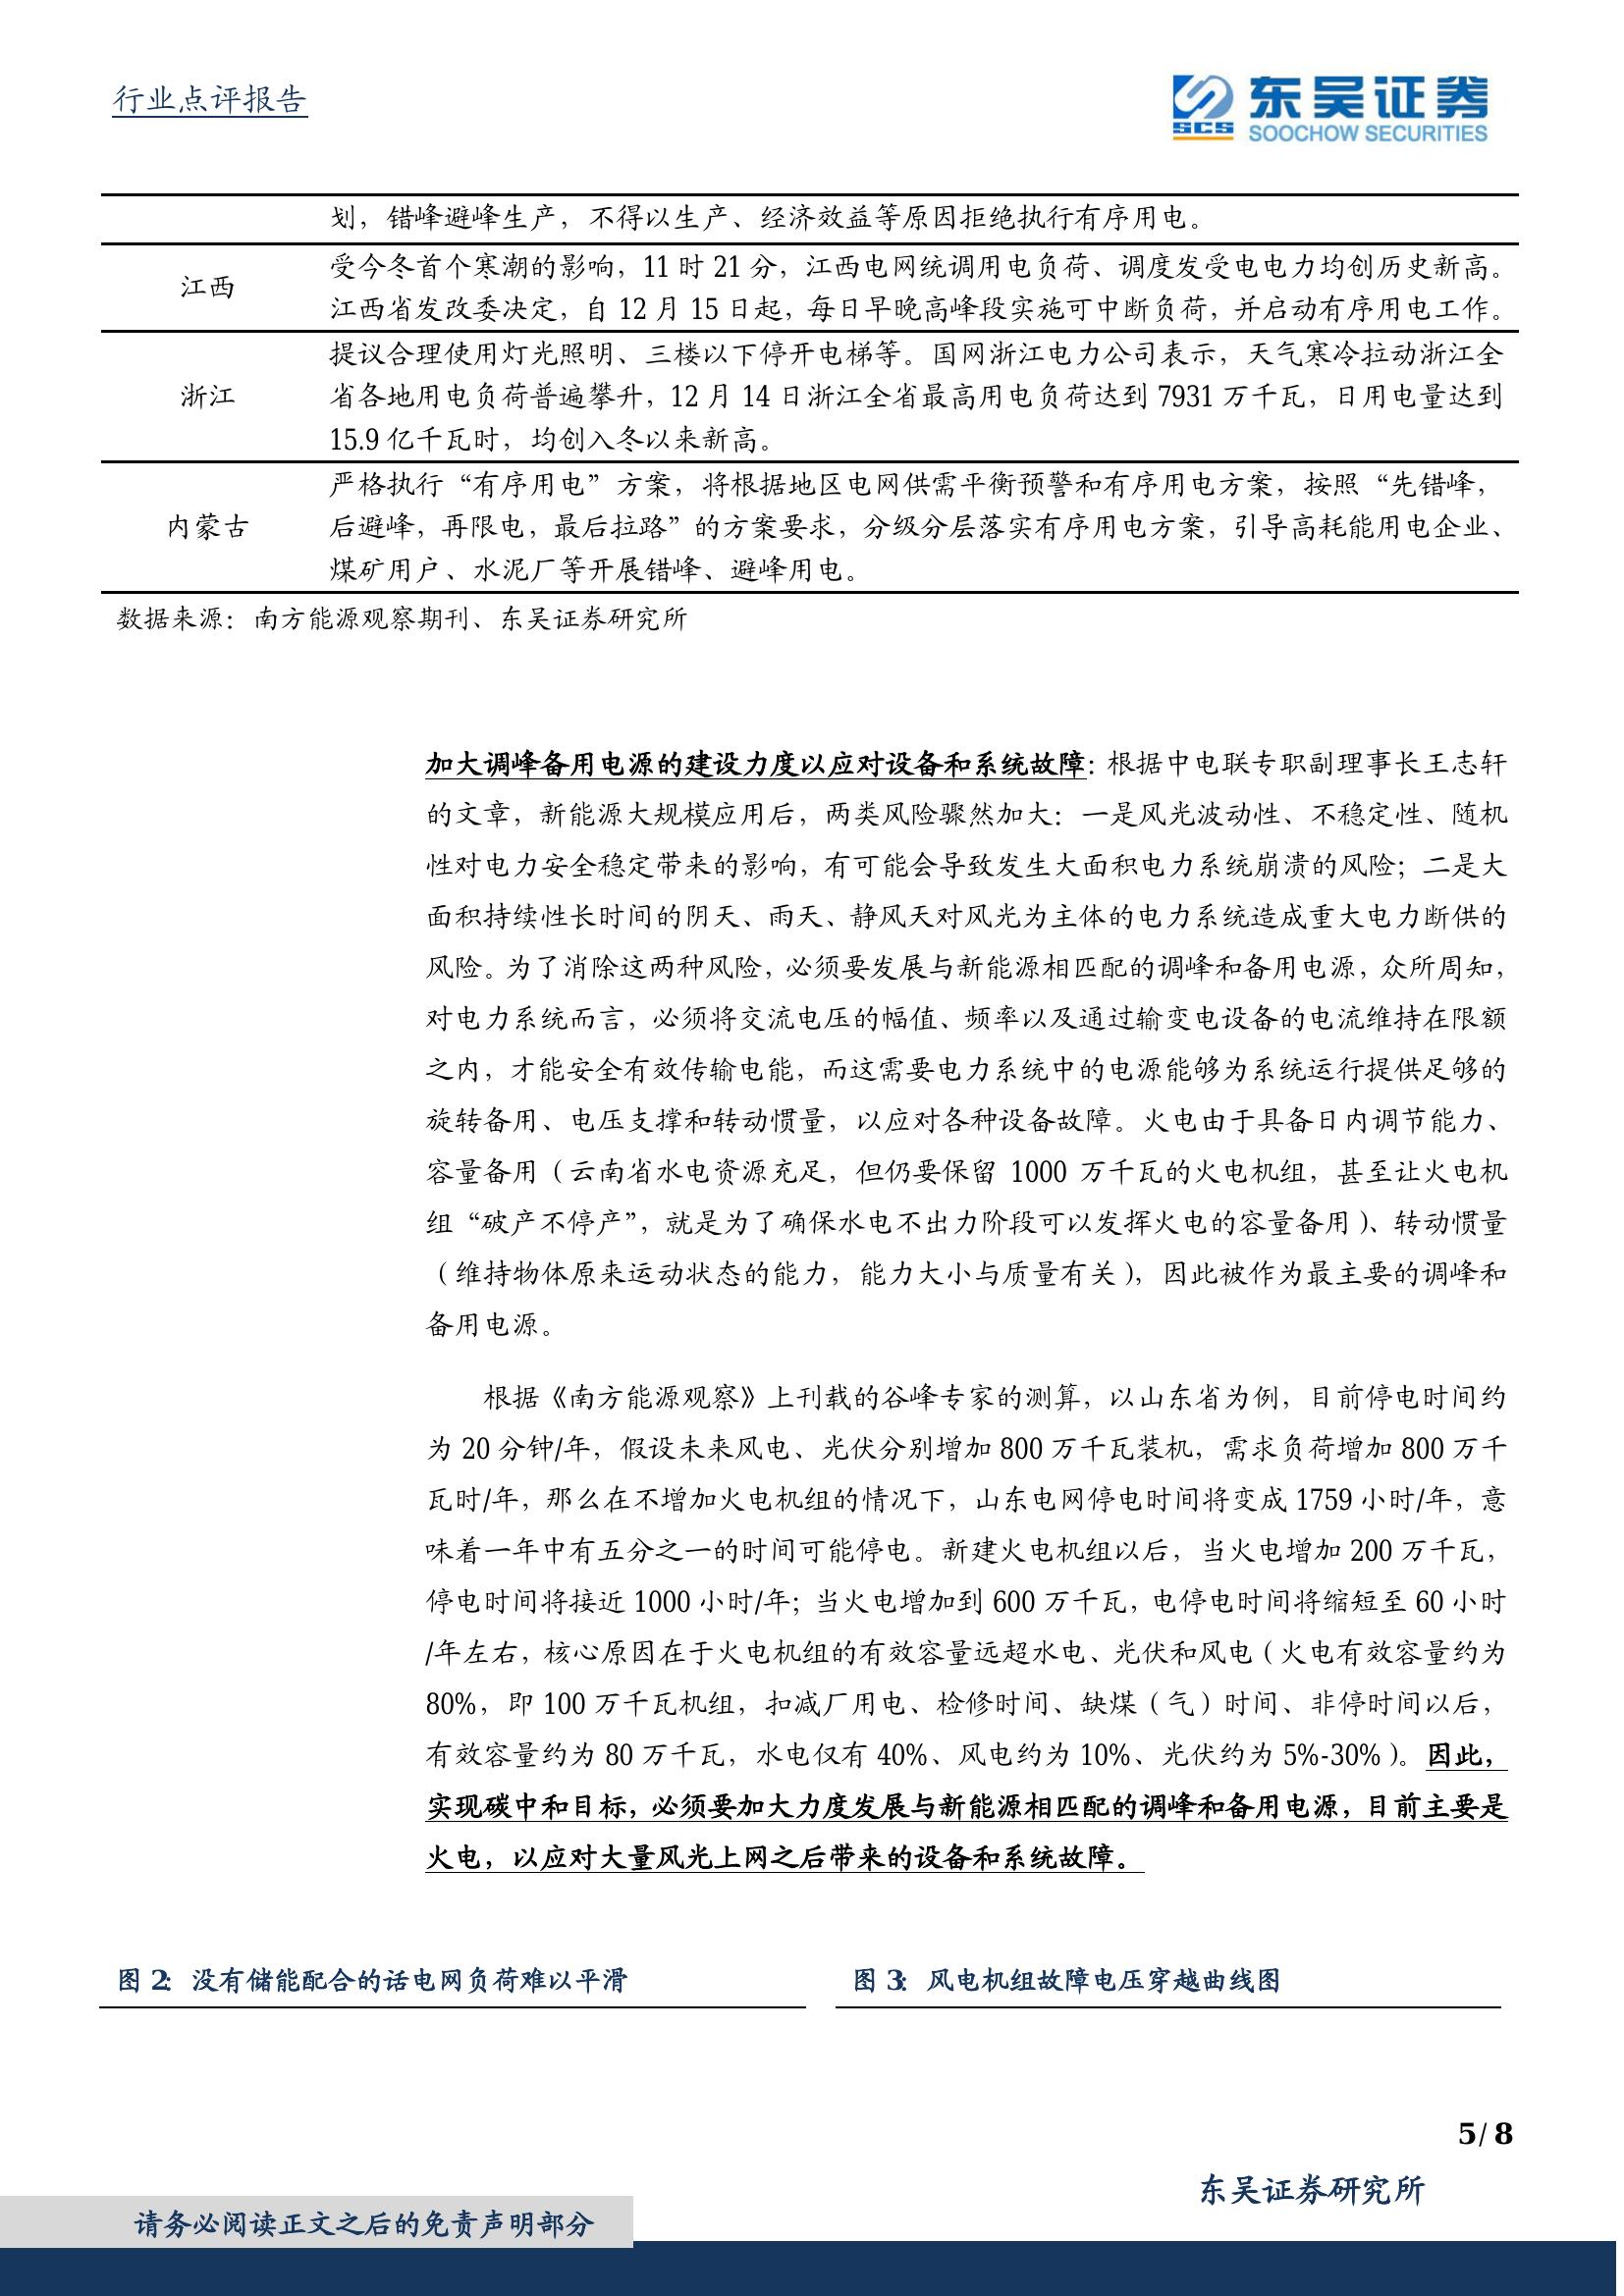 行业点评报告
东吴证券
SCS
SOOCHOW SECURITIES
划，错峰避峰生产，不得以生产、经济效益等原因拒绝执行有序用电。
江西
受今冬首个寒潮的影响，11 时 21 分，江西电网统调用电负荷、调度发受电电力均创历史新高。
江西省发改委决定，自 12 月 15 日起，每日早晚高峰段实施可中断负荷，并启动有序用电工作。
浙江
提议合理使用灯光照明、三楼以下停开电梯等。国网浙江电力公司表示，天气寒冷拉动浙江全
省各地用电负荷普遍攀升，12 月 14 日浙江全省最高用电负荷达到 7931 万千瓦，日用电量达到
15.9 亿千瓦时，均创入冬以来新高。
内蒙古
严格执行“有序用电”方案，将根据地区电网供需平衡预警和有序用电方案，按照“先错峰，
后避峰，再限电，最后拉路”的方案要求，分级分层落实有序用电方案，引导高耗能用电企业、
煤矿用户、水泥厂等开展错峰、避峰用电。
数据来源：南方能源观察期刊、东吴证券研究所
加大调峰备用电源的建设力度以应对设备和系统故障：根据中电联专职副理事长王志轩
的文章，新能源大规模应用后，两类风险骤然加大：一是风光波动性、不稳定性、随机
性对电力安全稳定带来的影响，有可能会导致发生大面积电力系统崩溃的风险；二是大
面积持续性长时间的阴天、雨天、静风天对风光为主体的电力系统造成重大电力断供的
风险。为了消除这两种风险，必须要发展与新能源相匹配的调峰和备用电源，众所周知，
对电力系统而言，必须将交流电压的幅值、频率以及通过输变电设备的电流维持在限额
之内，才能安全有效传输电能，而这需要电力系统中的电源能够为系统运行提供足够的
旋转备用、电压支撑和转动惯量，以应对各种设备故障。火电由于具备日内调节能力、
容量备用（云南省水电资源充足，但仍要保留 1000 万千瓦的火电机组，甚至让火电机
组“破产不停产”，就是为了确保水电不出力阶段可以发挥火电的容量备用）、转动惯量
（维持物体原来运动状态的能力，能力大小与质量有关），因此被作为最主要的调峰和
备用电源。
根据《南方能源观察》上刊载的谷峰专家的测算，以山东省为例，目前停电时间约
为 20 分钟/年，假设未来风电、光伏分别增加 800 万千瓦装机，需求负荷增加 800 万千
瓦时/年，那么在不增加火电机组的情况下，山东电网停电时间将变成 1759 小时/年，意
味着一年中有五分之一的时间可能停电。新建火电机组以后，当火电增加 200 万千瓦，
停电时间将接近 1000 小时/年；当火电增加到 600 万千瓦，电停电时间将缩短至 60 小时
/年左右，核心原因在于火电机组的有效容量远超水电、光伏和风电（火电有效容量约为
80%，即 100 万千瓦机组，扣减厂用电、检修时间、缺煤（气）时间、非停时间以后，
有效容量约为 80 万千瓦，水电仅有 40%、风电约为 10%、光伏约为 5%-30%）。因此，
实现碳中和目标，必须要加大力度发展与新能源相匹配的调峰和备用电源，目前主要是
火电，以应对大量风光上网之后带来的设备和系统故障。
图 2：没有储能配合的话电网负荷难以平滑
图 3：风电机组故障电压穿越曲线图
5/ 8
东吴证券研究所
请务必阅读正文之后的免责声明部分